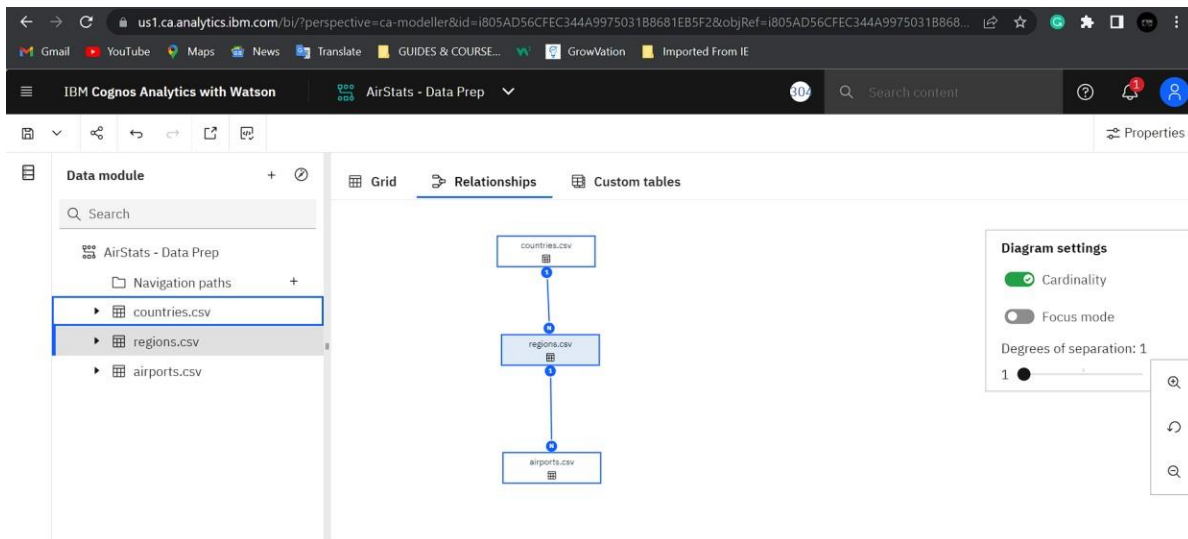 us1.ca.analytics.ibm.com/bi/?perspective=ca-modeller&id=i805AD56CFEC344A9975031B8681EB5F2&objRef=i805AD56CFEC344A9975031B868...
Gmail YouTube Maps News Translate GUIDES & COURSE... GrowVation Imported From IE
IBM Cognos Analytics with Watson AirStats - Data Prep 304 Search content 1
Properties
Data module + Grid Relationships Custom tables
Search
AirStats - Data Prep
Navigation paths +
countries.csv
regions.csv
airports.csv
countries.csv
1
N
regions.csv
1
N
airports.csv
Diagram settings
Cardinality
Focus mode
Degrees of separation: 1
1